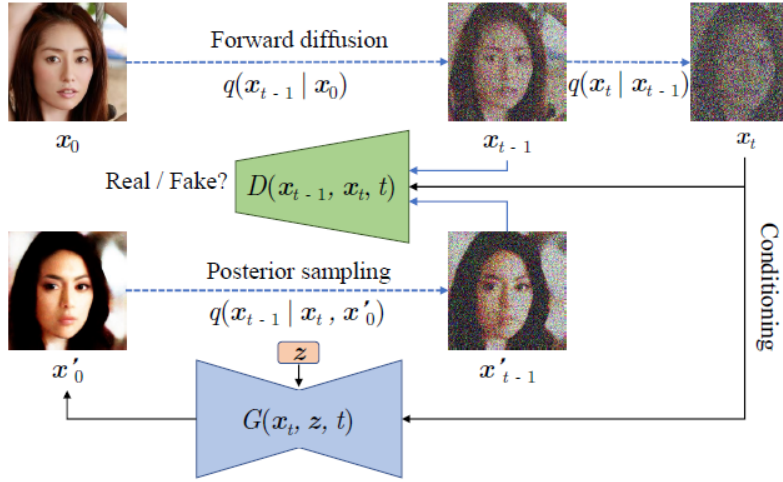 Forward diffusion
q(x_{t - 1} | x_0)
q(x_t | x_{t - 1})
x_0
x_{t - 1}
x_t
Real / Fake?
D(x_{t - 1}, x_t, t)
Conditioning
Posterior sampling
q(x_{t - 1} | x_t , x'_0)
x'_0
z
x'_{t - 1}
G(x_t, z, t)